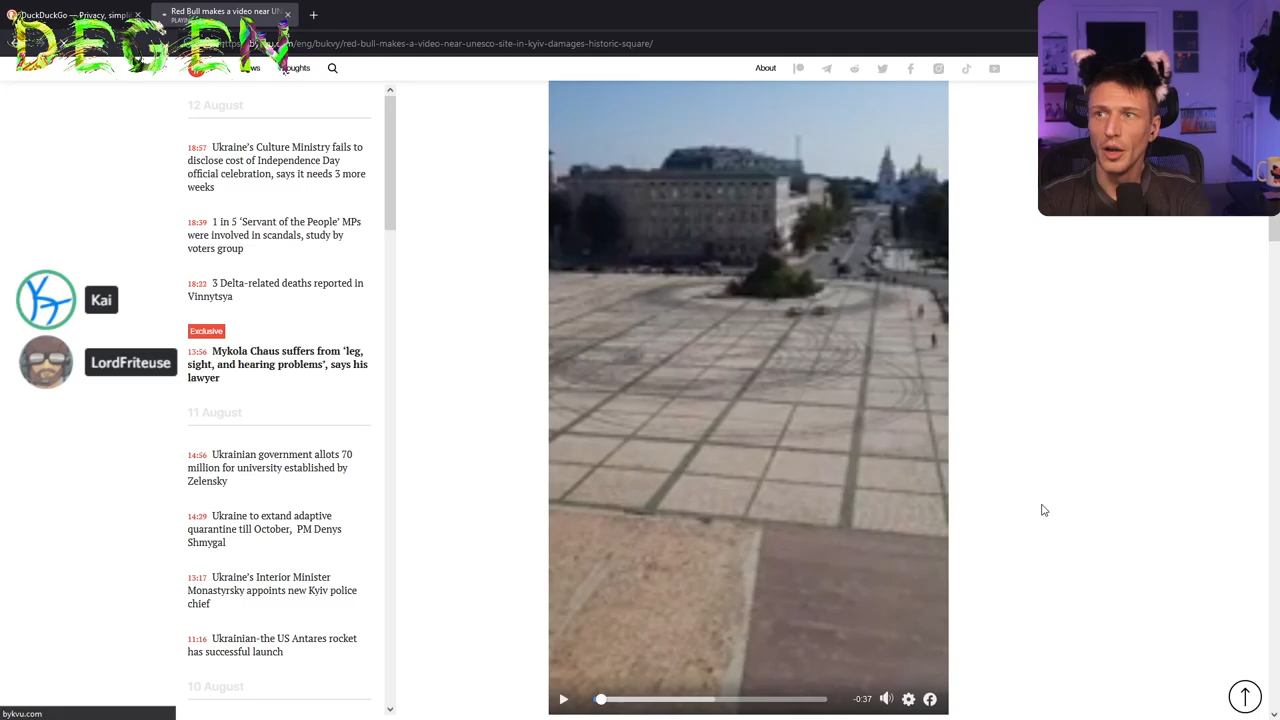 DuckDuckGo — Privacy, simpli
Red Bull makes a video near UN
PLAYING
DEGEN
/eng/bukvy/red-bull-makes-a-video-near-unesco-site-in-kyiv-damages-historic-square/
About
12 August
18:57 Ukraine's Culture Ministry fails to
disclose cost of Independence Day
official celebration, says it needs 3 more
weeks
18:39 1 in 5 ‘Servant of the People’ MPs
were involved in scandals, study by
voters group
18:22 3 Delta-related deaths reported in
Vinnytsya
Exclusive
13:56 Mykola Chaus suffers from ‘leg,
sight, and hearing problems’, says his
lawyer
11 August
14:56 Ukrainian government allots 70
million for university established by
Zelensky
14:29 Ukraine to extand adaptive
quarantine till October, PM Denys
Shmygal
13:17 Ukraine's Interior Minister
Monastyrsky appoints new Kyiv police
chief
11:16 Ukrainian-the US Antares rocket
has successful launch
10 August
Kai
LordFriteuse
-0:37
bykvu.com